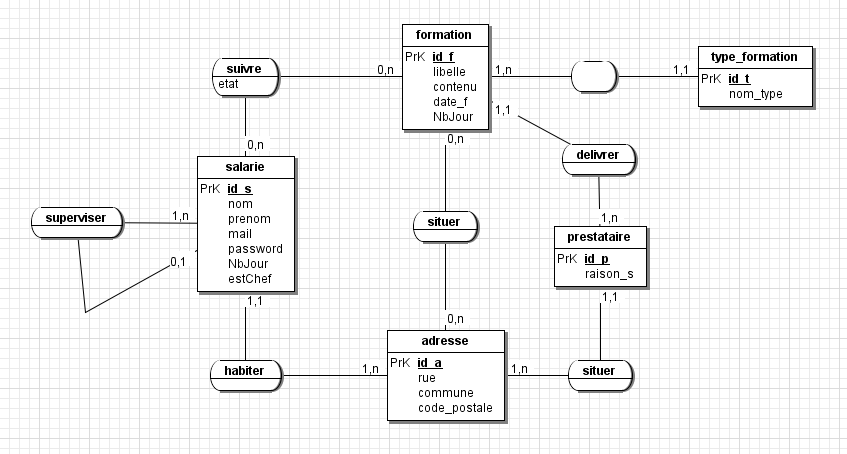 formation
PrK id_f
libelle
contenu
date_f
NbJour
suivre
etat
0,n
1,n
1,1
type_formation
PrK id_t
nom_type
1,1
delivrer
0,n
0,n
salarie
PrK id_s
nom
prenom
mail
password
NbJour
estChef
superviser
1,n
0,1
situer
1,n
prestataire
PrK id_p
raison_s
1,1
1,1
0,n
adresse
PrK id_a
rue
commune
code_postale
habiter
1,n
1,n
situer